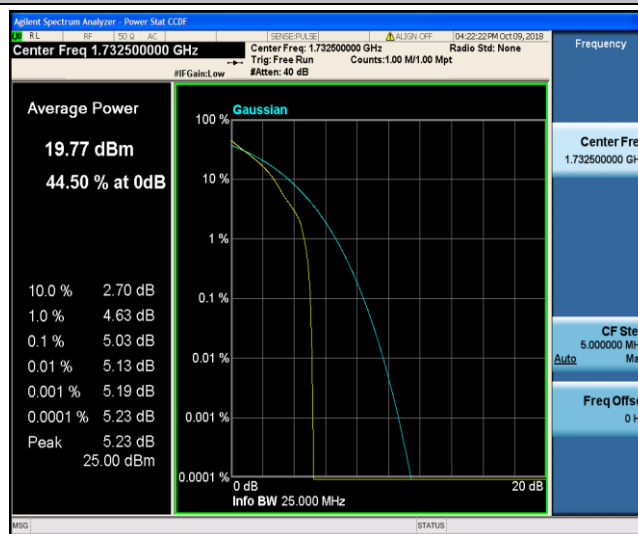 Agilent Spectrum Analyzer - Power Stat CCDF
RL RF 50 Ω AC SENSE:PULSE ALIGN OFF 04:22:22 PM Oct 09, 2018
Center Freq 1.732500000 GHz Center Freq: 1.732500000 GHz Radio Std: None
Trig: Free Run Counts:1.00 M/1.00 Mpt
#IFGain:Low #Atten: 40 dB
Frequency
Average Power
19.77 dBm
44.50 % at 0dB
10.0 % 2.70 dB
1.0 % 4.63 dB
0.1 % 5.03 dB
0.01 % 5.13 dB
0.001 % 5.19 dB
0.0001 % 5.23 dB
Peak 5.23 dB
25.00 dBm
Gaussian
100 %
10 %
1 %
0.1 %
0.01 %
0.001 %
0.0001 %
0 dB 20 dB
Info BW 25.000 MHz
Center Fre
1.732500000 GH
CF Ste
5.000000 MH
Auto Ma
Freq Offse
0 H
MSG STATUS